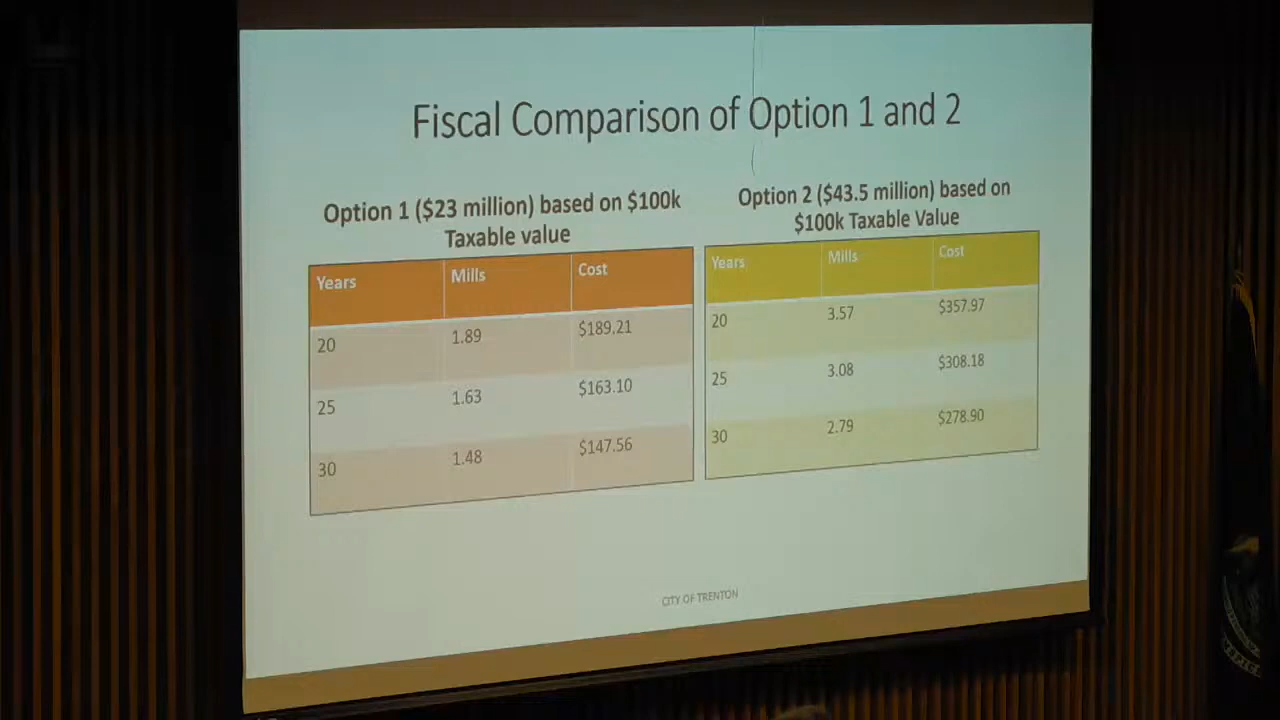 Fiscal Comparison of Option 1 and 2
Option 1 ($23 million) based on $100k
Taxable value
Years Mills Cost
20 1.89 $189.21
25 1.63 $163.10
30 1.48 $147.56
Option 2 ($43.5 million) based on
$100k Taxable Value
Years Mills Cost
20 3.57 $357.97
25 3.08 $308.18
30 2.79 $278.90
CITY OF TRENTON